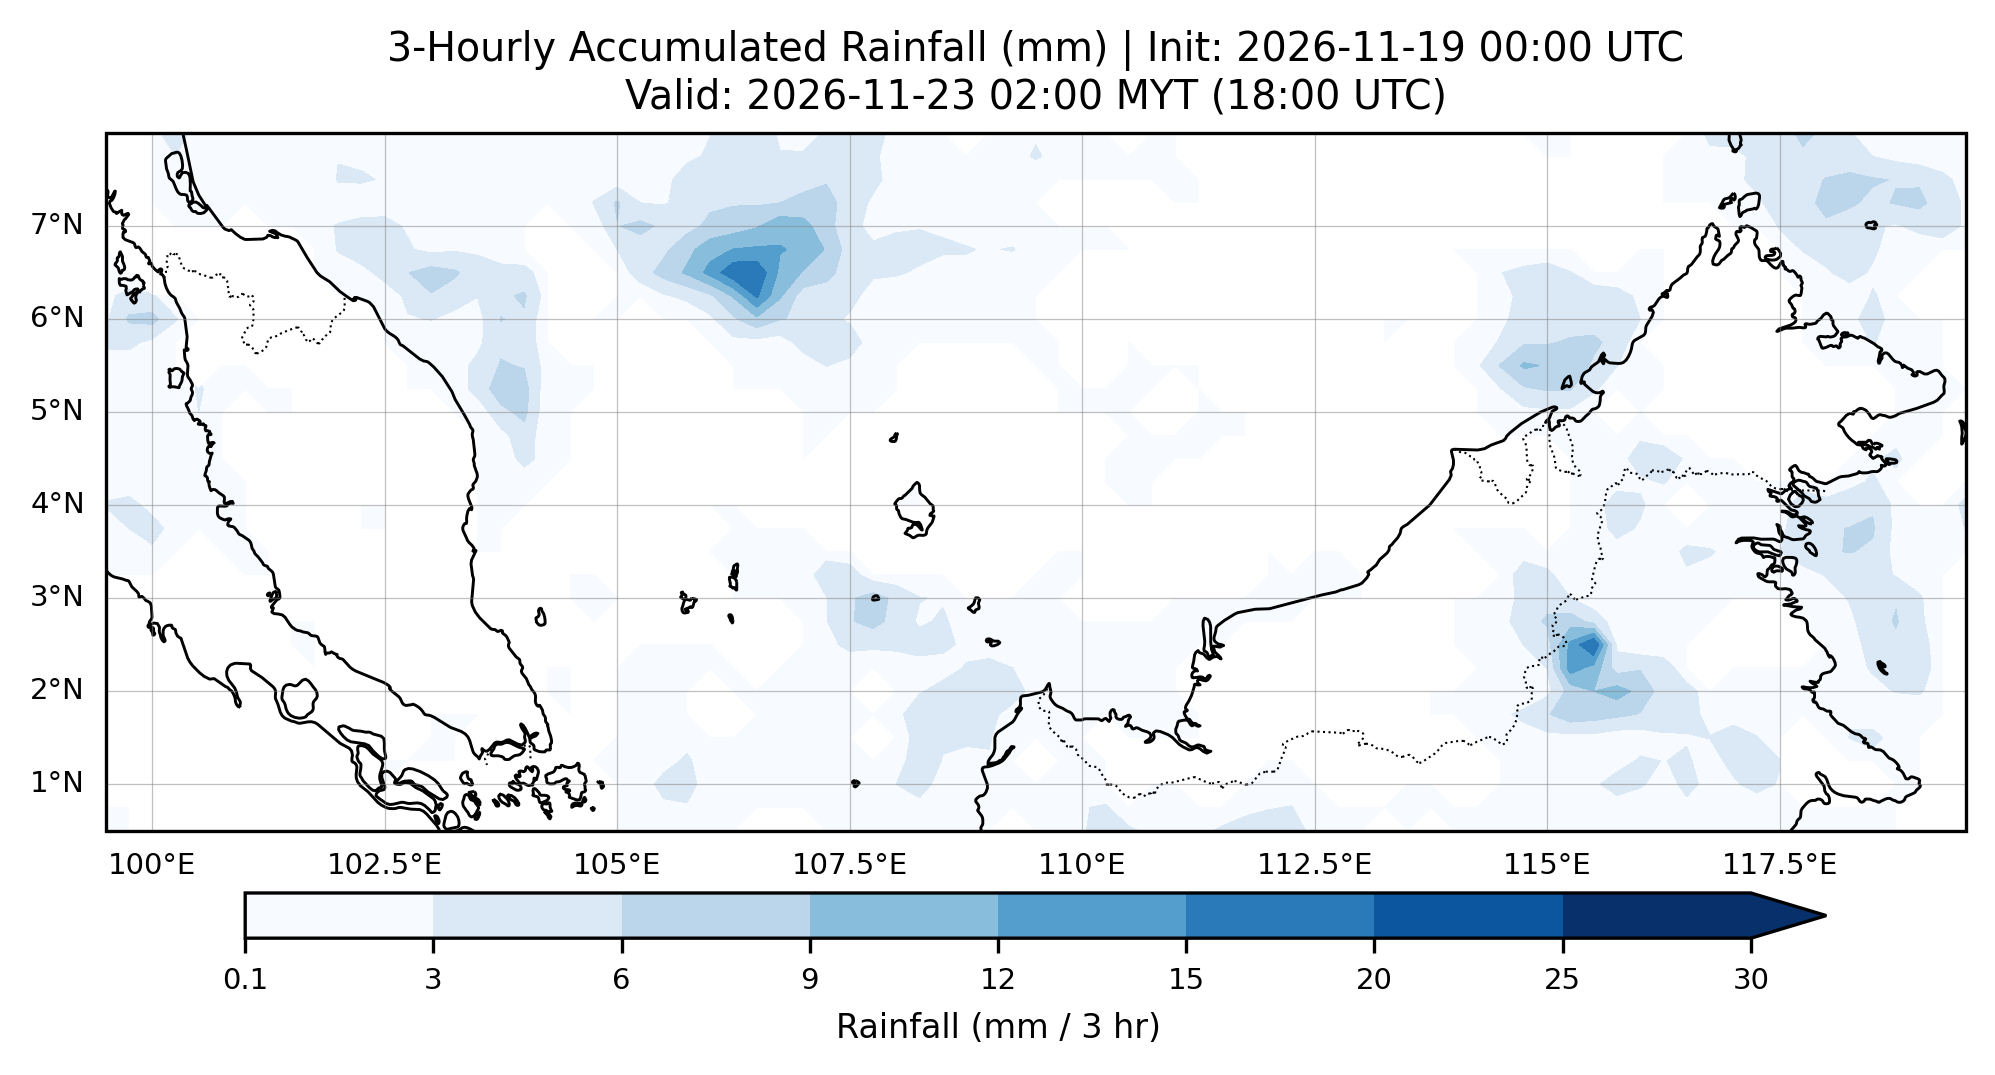 3-Hourly Accumulated Rainfall (mm) | Init: 2026-11-19 00:00 UTC
Valid: 2026-11-23 02:00 MYT (18:00 UTC)
7°N
6°N
5°N
4°N
3°N
2°N
1°N
100°E 102.5°E 105°E 107.5°E 110°E 112.5°E 115°E 117.5°E
0.1 3 6 9 12 15 20 25 30
Rainfall (mm / 3 hr)